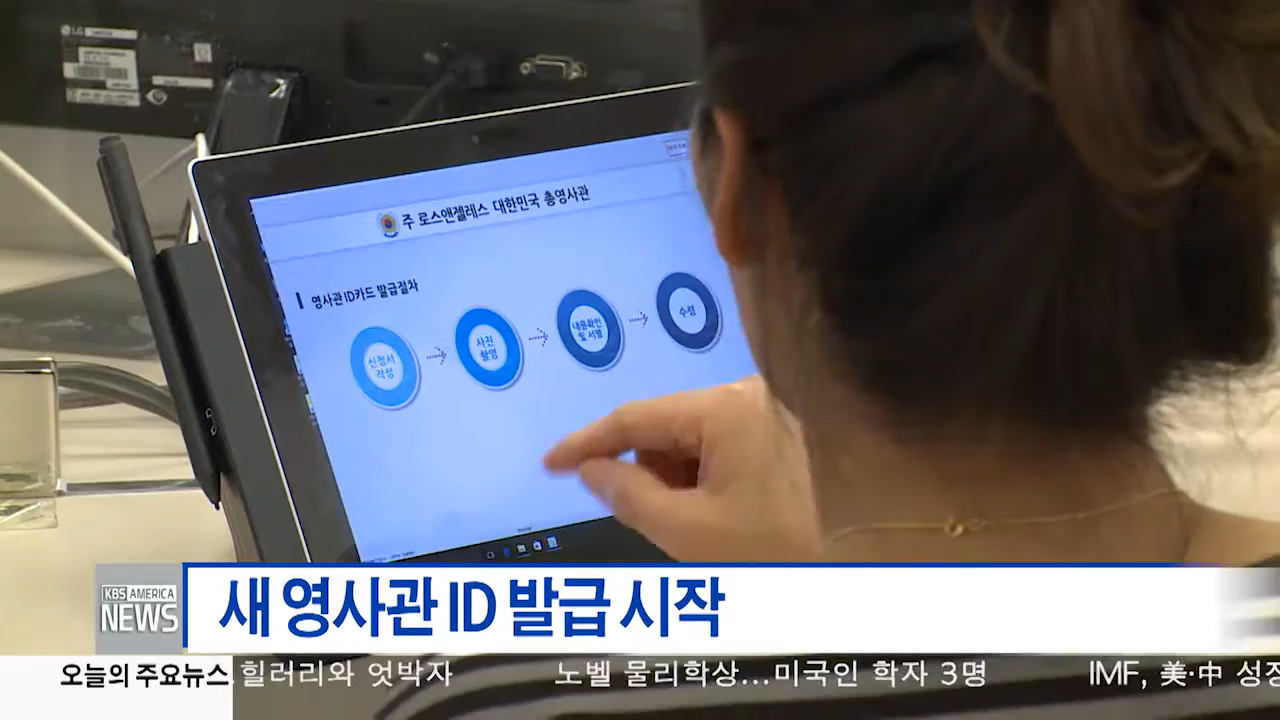 LG
주 로스앤젤레스 대한민국 총영사관
영사관ID카드 발급절차
신청서
작성
사진
촬영
내용확인
및 서명
수령
KBS AMERICA
NEWS
새 영사관 ID 발급 시작
오늘의 주요뉴스 힐러리와 엇박자 노벨 물리학상...미국인 학자 3명 IMF, 美·中 성장